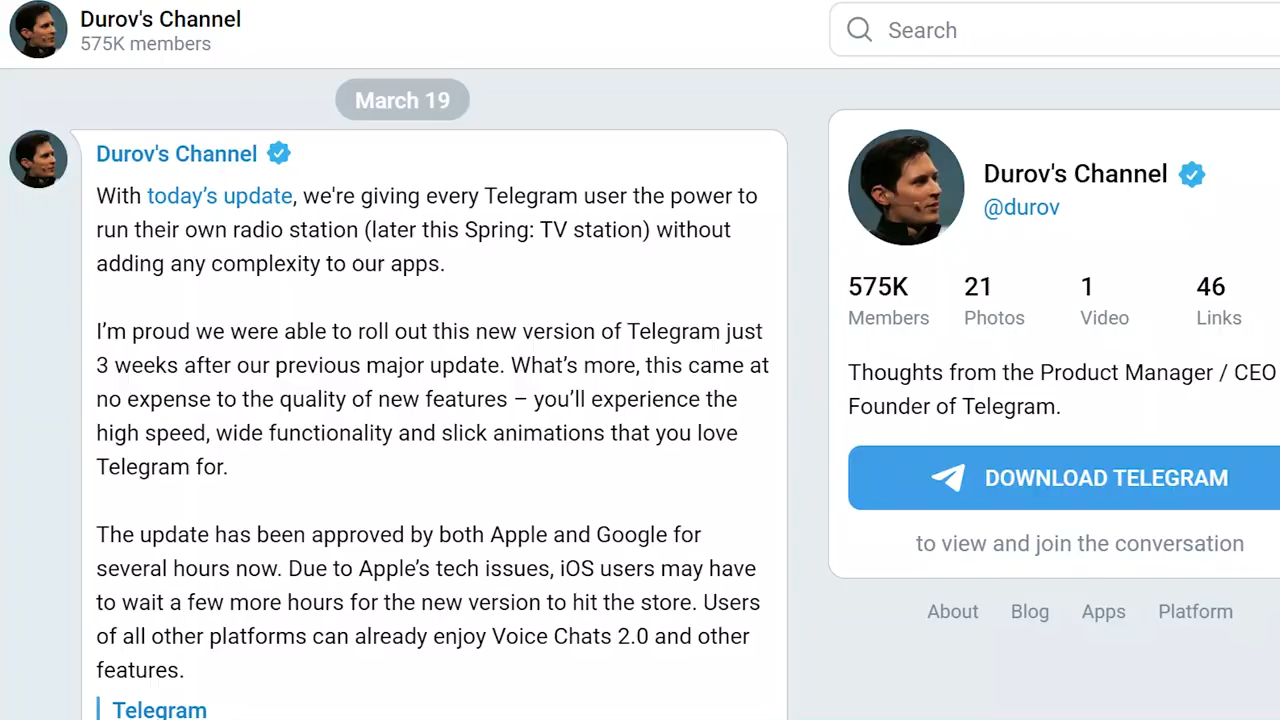 Durov's Channel
575K members
Search
March 19
Durov's Channel
With today’s update, we're giving every Telegram user the power to
run their own radio station (later this Spring: TV station) without
adding any complexity to our apps.
I’m proud we were able to roll out this new version of Telegram just
3 weeks after our previous major update. What’s more, this came at
no expense to the quality of new features – you’ll experience the
high speed, wide functionality and slick animations that you love
Telegram for.
The update has been approved by both Apple and Google for
several hours now. Due to Apple’s tech issues, iOS users may have
to wait a few more hours for the new version to hit the store. Users
of all other platforms can already enjoy Voice Chats 2.0 and other
features.
Telegram
Durov's Channel
@durov
575K 21 1 46
Members Photos Video Links
Thoughts from the Product Manager / CEO
Founder of Telegram.
DOWNLOAD TELEGRAM
to view and join the conversation
About Blog Apps Platform